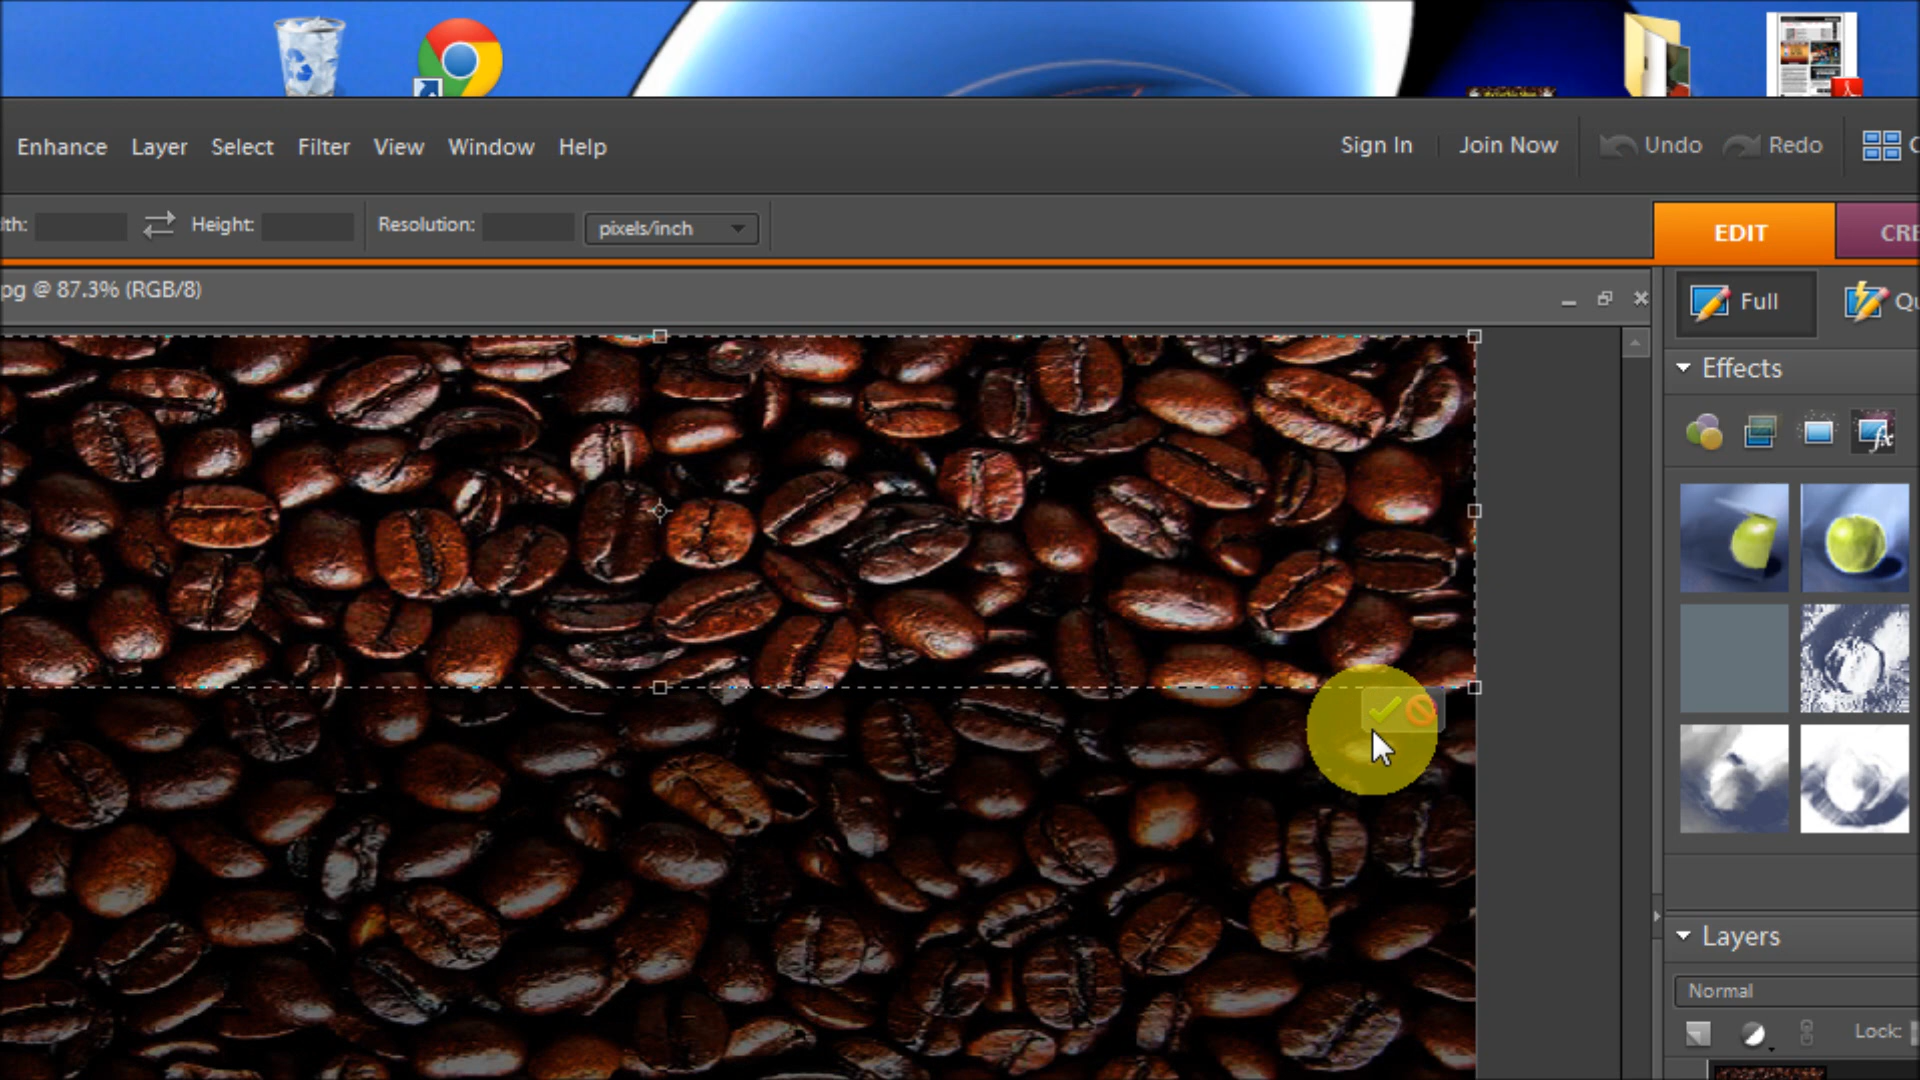 Enhance Layer Select Filter View Window Help
Sign In Join Now Undo Redo
Height: Resolution: pixels/inch
EDIT
pg @ 87.3% (RGB/8)
Full
Effects
fx
Layers
Normal
Lock: